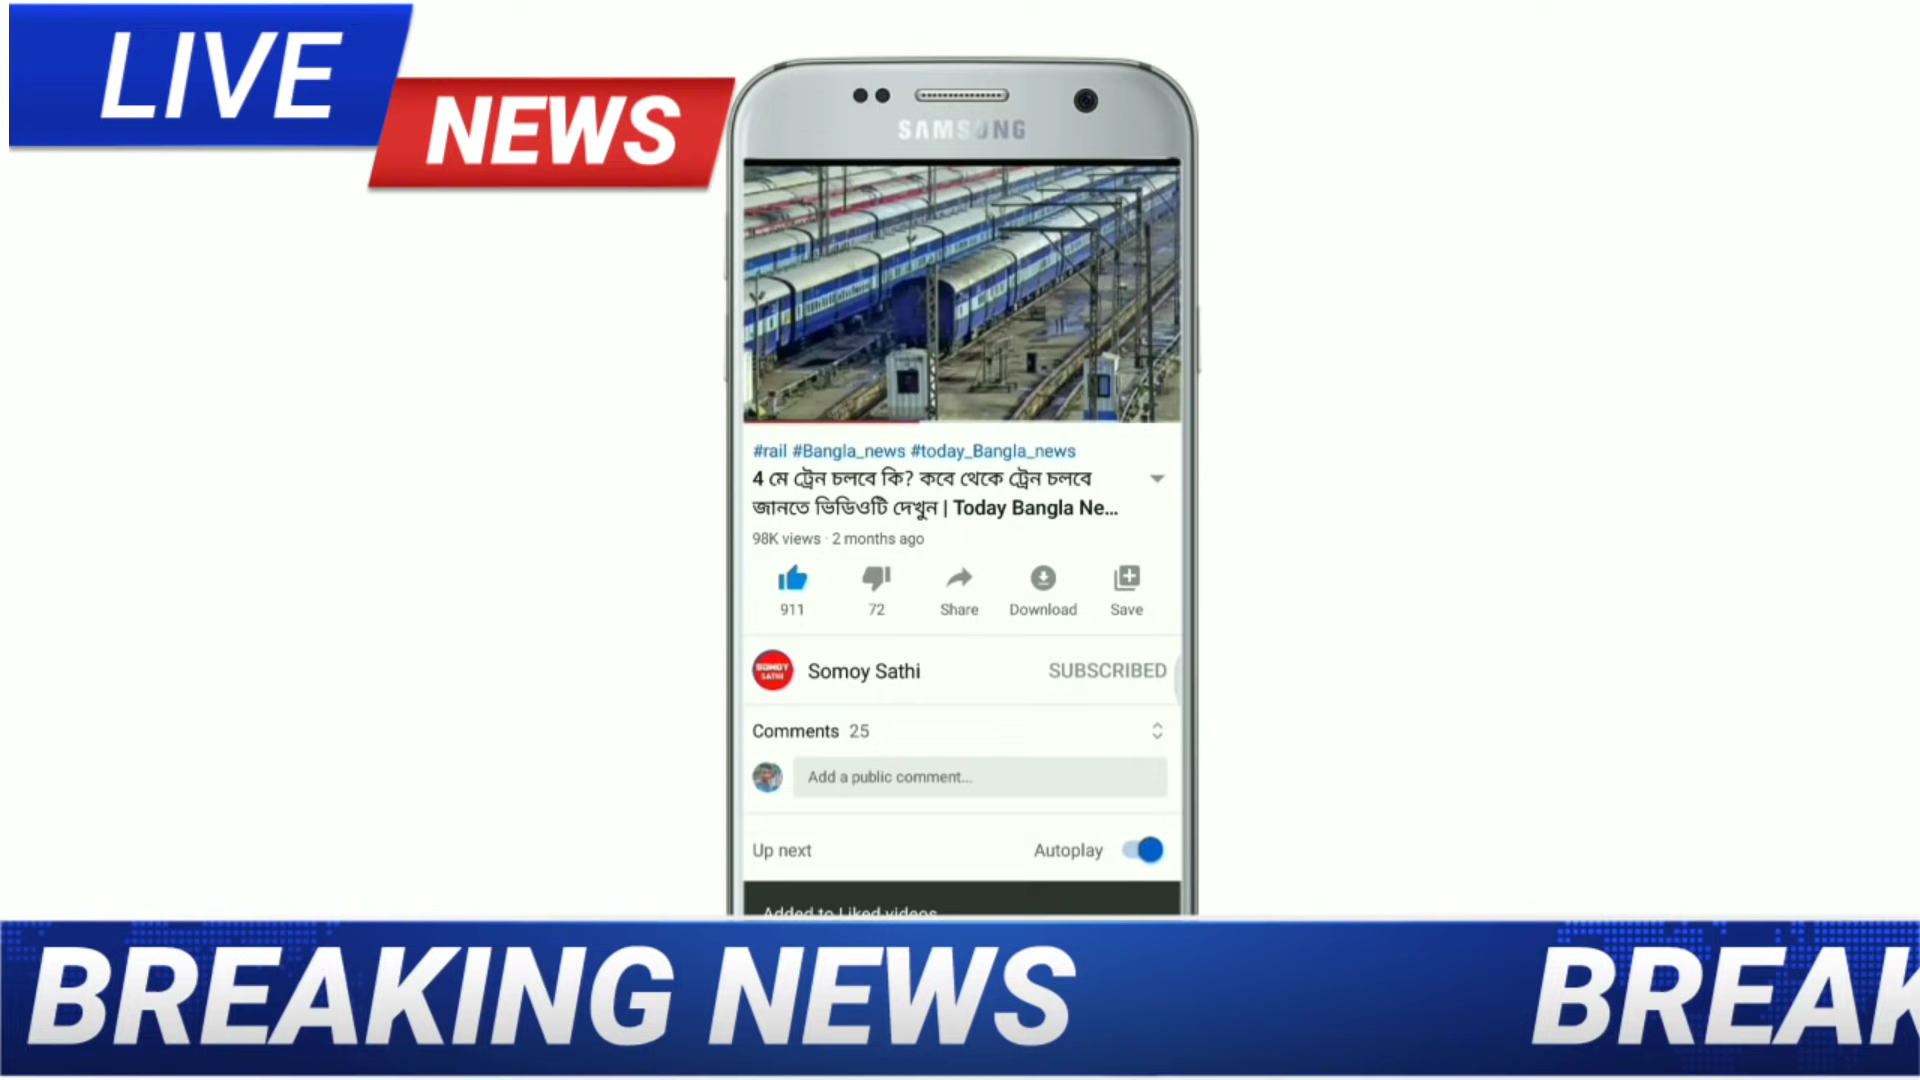 LIVE
NEWS
SAMSUNG
#rail #Bangla_news #today_Bangla_news
4 মে ট্রেন চলবে কি? কবে থেকে ট্রেন চলবে
জানতে ভিডিওটি দেখুন | Today Bangla Ne...
98K views · 2 months ago
911
72
Share
Download
Save
SOMOY
SATHI
Somoy Sathi
SUBSCRIBED
Comments 25
Add a public comment...
Up next
Autoplay
Added to Liked videos
BREAKING NEWS
BREAK